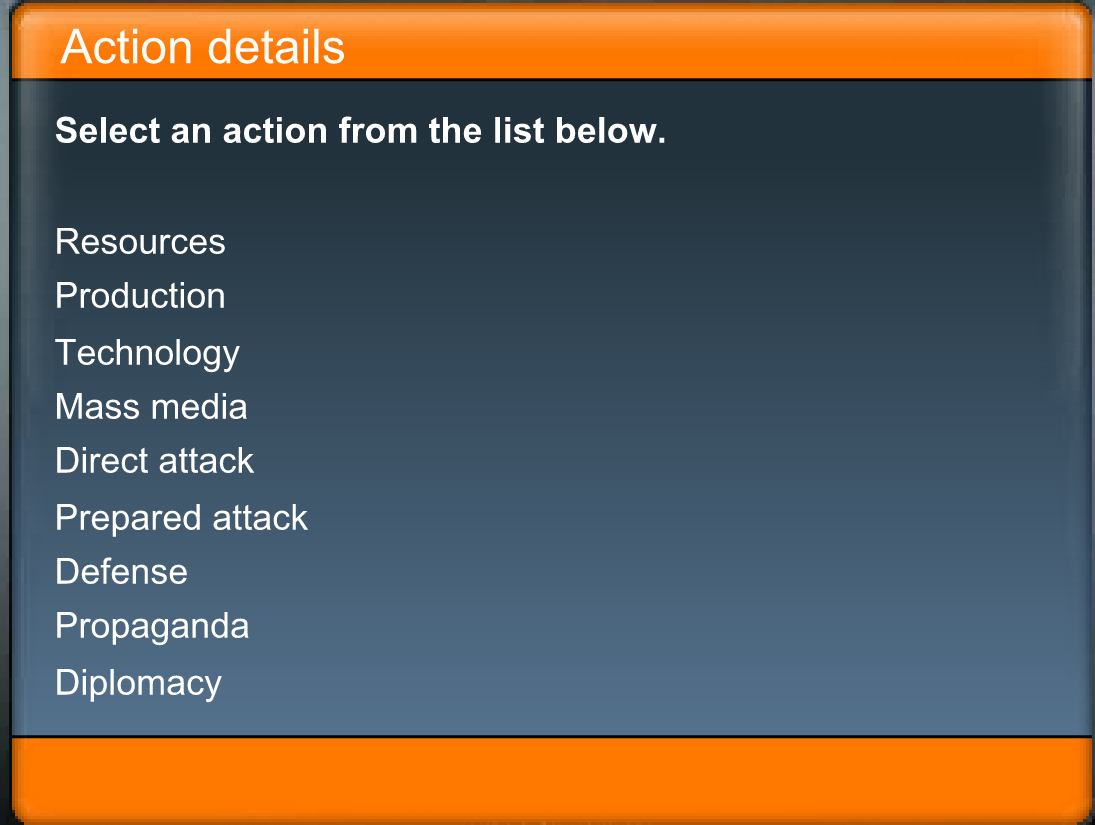 Action details
Select an action from the list below.
Resources
Production
Technology
Mass media
Direct attack
Prepared attack
Defense
Propaganda
Diplomacy